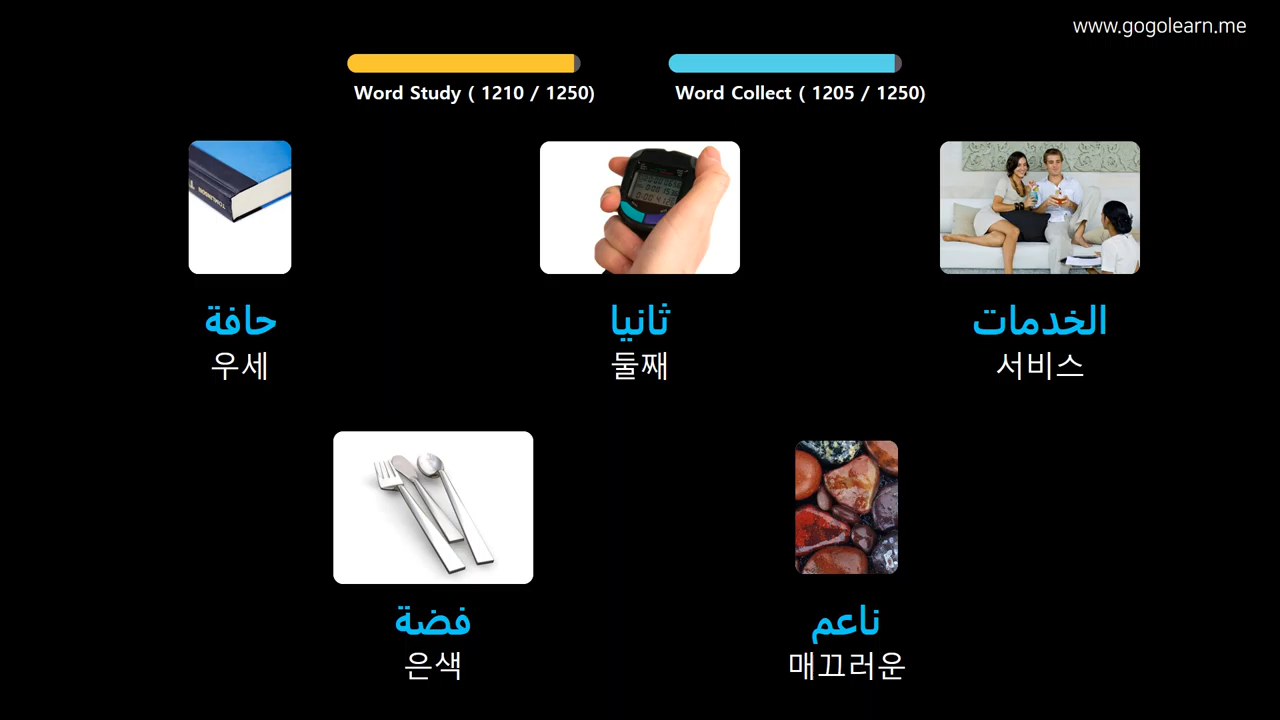 www.gogolearn.me
Word Study ( 1210 / 1250)
Word Collect ( 1205 / 1250)
TOMLINSON
حافة
우세
ثانيا
둘째
الخدمات
서비스
فضة
은색
ناعم
매끄러운